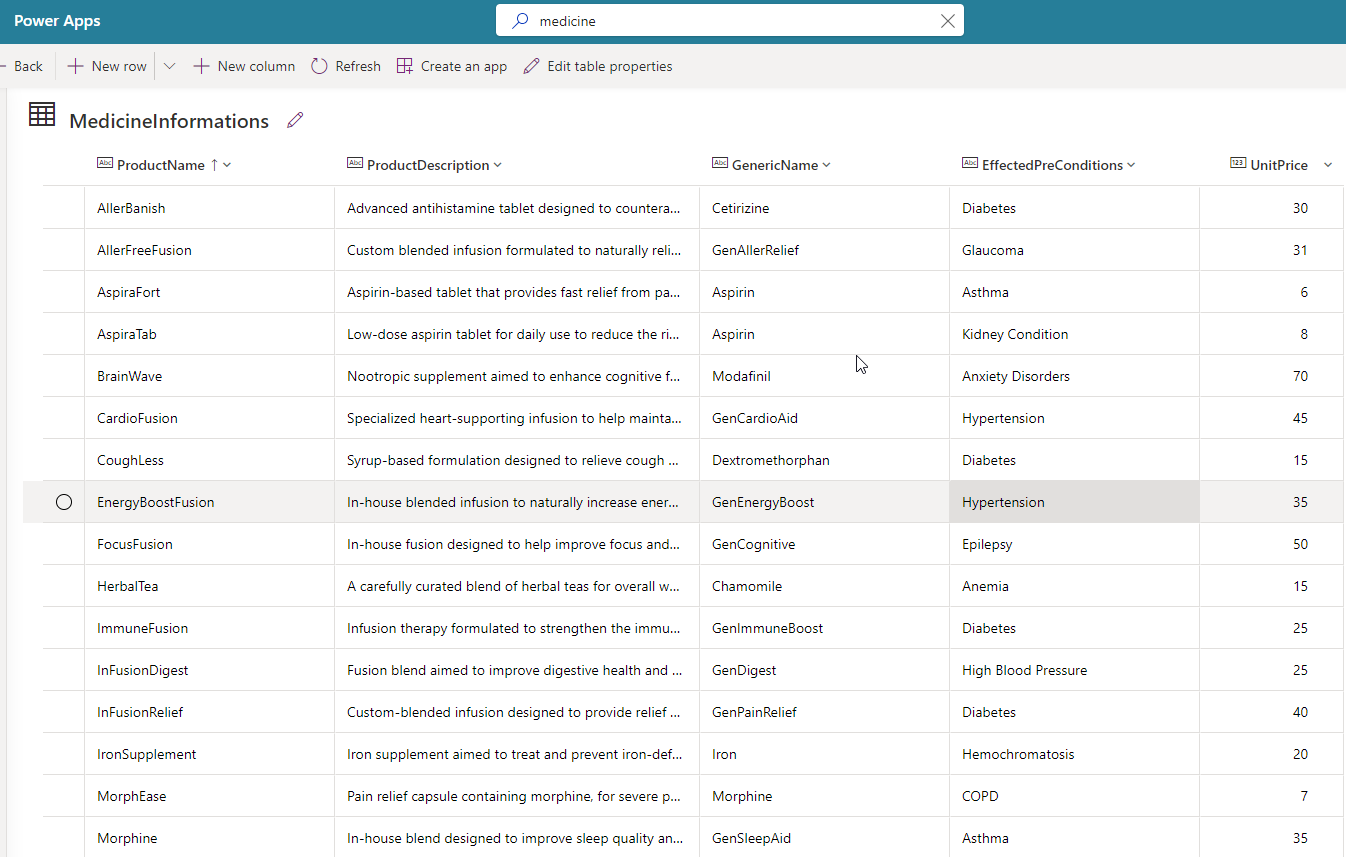 Power Apps
medicine
Back New row New column Refresh Create an app Edit table properties
MedicineInformations
Abc ProductName ↑ Abc ProductDescription Abc GenericName Abc EffectedPreConditions 123 UnitPrice
AllerBanish Advanced antihistamine tablet designed to countera... Cetirizine Diabetes 30
AllerFreeFusion Custom blended infusion formulated to naturally reli... GenAllerRelief Glaucoma 31
AspiraFort Aspirin-based tablet that provides fast relief from pa... Aspirin Asthma 6
AspiraTab Low-dose aspirin tablet for daily use to reduce the ri... Aspirin Kidney Condition 8
BrainWave Nootropic supplement aimed to enhance cognitive f... Modafinil Anxiety Disorders 70
CardioFusion Specialized heart-supporting infusion to help mainta... GenCardioAid Hypertension 45
CoughLess Syrup-based formulation designed to relieve cough ... Dextromethorphan Diabetes 15
EnergyBoostFusion In-house blended infusion to naturally increase ener... GenEnergyBoost Hypertension 35
FocusFusion In-house fusion designed to help improve focus and... GenCognitive Epilepsy 50
HerbalTea A carefully curated blend of herbal teas for overall w... Chamomile Anemia 15
ImmuneFusion Infusion therapy formulated to strengthen the immu... GenImmuneBoost Diabetes 25
InFusionDigest Fusion blend aimed to improve digestive health and ... GenDigest High Blood Pressure 25
InFusionRelief Custom-blended infusion designed to provide relief ... GenPainRelief Diabetes 40
IronSupplement Iron supplement aimed to treat and prevent iron-def... Iron Hemochromatosis 20
MorphEase Pain relief capsule containing morphine, for severe p... Morphine COPD 7
Morphine In-house blend designed to improve sleep quality an... GenSleepAid Asthma 35